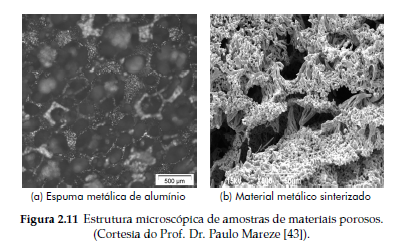 500 µm
(a) Espuma metálica de alumínio
(b) Material metálico sinterizado
Figura 2.11 Estrutura microscópica de amostras de materiais porosos.
(Cortesia do Prof. Dr. Paulo Mareze [43]).